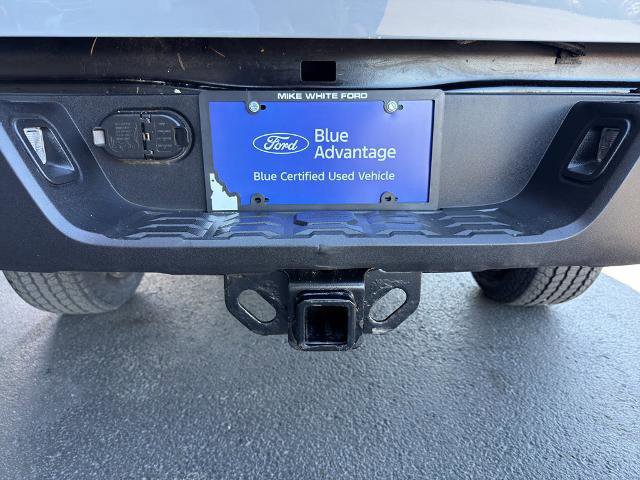 MIKE WHITE FORD
Ford
Blue
Advantage
Blue Certified Used Vehicle